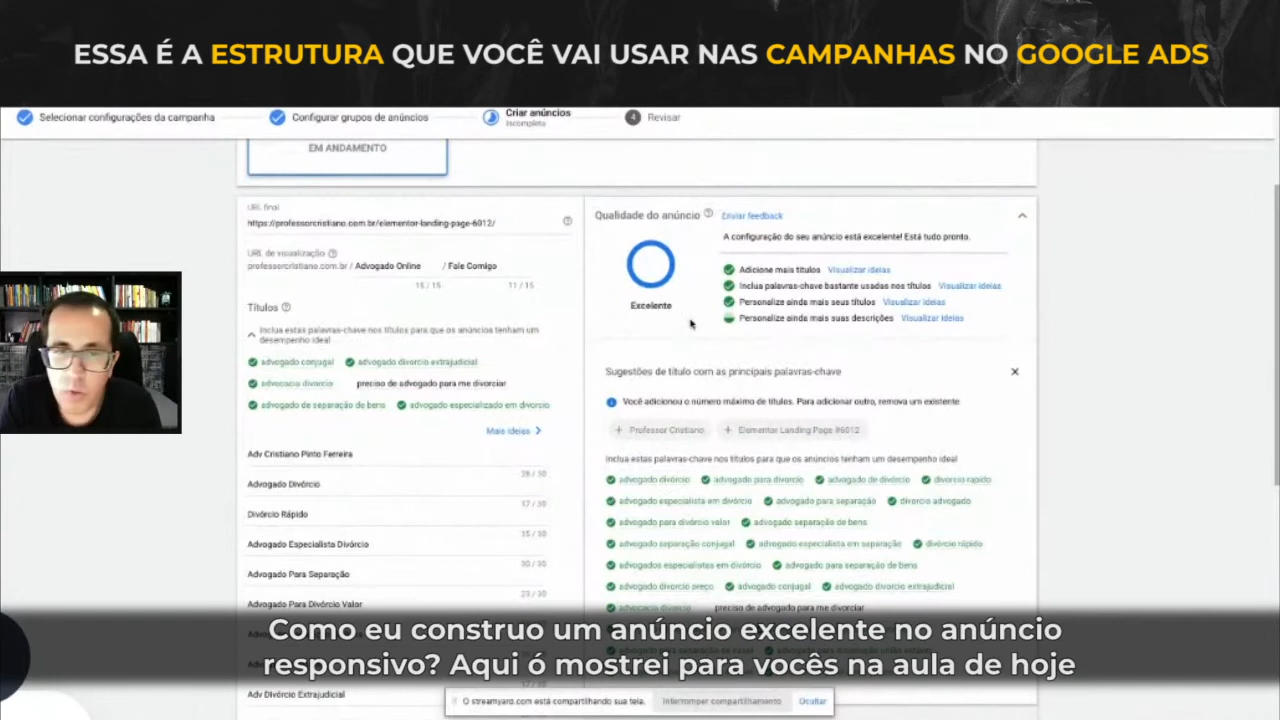 ESSA É A ESTRUTURA QUE VOCÊ VAI USAR NAS CAMPANHAS NO GOOGLE ADS
Selecionar configurações da campanha
Configurar grupos de anúncios
Criar anúncios
Incompleta
4 Revisar
EM ANDAMENTO
URL final
https://professorcristiano.com.br/elementor-landing-page-6012/
URL de visualização
professorcristiano.com.br / Advogado Online / Fale Comigo
15 / 15 11 / 15
Títulos
Inclua estas palavras-chave nos títulos para que os anúncios tenham um
desempenho ideal
advogado conjugal advogado divorcio extrajudicial
advocacia divorcio preciso de advogado para me divorciar
advogado de separação de bens advogado especializado em divorcio
Mais ideias
Adv Cristiano Pinto Ferreira
28 / 30
Advogado Divórcio
17 / 30
Divórcio Rápido
15 / 30
Advogado Especialista Divórcio
30 / 30
Advogado Para Separação
23 / 30
Advogado Para Divórcio Valor
Adv Divórcio Extrajudicial
Qualidade do anúncio Enviar feedback
A configuração do seu anúncio está excelente! Está tudo pronto.
Excelente
Adicione mais títulos Visualizar ideias
Inclua palavras-chave bastante usadas nos títulos Visualizar ideias
Personalize ainda mais seus títulos Visualizar ideias
Personalize ainda mais suas descrições Visualizar ideias
Sugestões de título com as principais palavras-chave
Você adicionou o número máximo de títulos. Para adicionar outro, remova um existente.
+ Professor Cristiano + Elementor Landing Page #6012
Inclua estas palavras-chave nos títulos para que os anúncios tenham um desempenho ideal
advogado divórcio advogado para divorcio advogado de divórcio divorcio rapido
advogado especialista em divórcio advogado para separação divorcio advogado
advogado para divórcio valor advogado separação de bens
advogado separação conjugal advogado especialista em separação divórcio rápido
advogados especialistas em divórcio advogado para separação de bens
advogado divorcio preço advogado conjugal advogado divorcio extrajudicial
advocacia divorcio preciso de advogado para me divorciar
Como eu construo um anúncio excelente no anúncio
responsivo? Aqui ó mostrei para vocês na aula de hoje
O streamyard.com está compartilhando sua tela. Interromper compartilhamento Ocultar